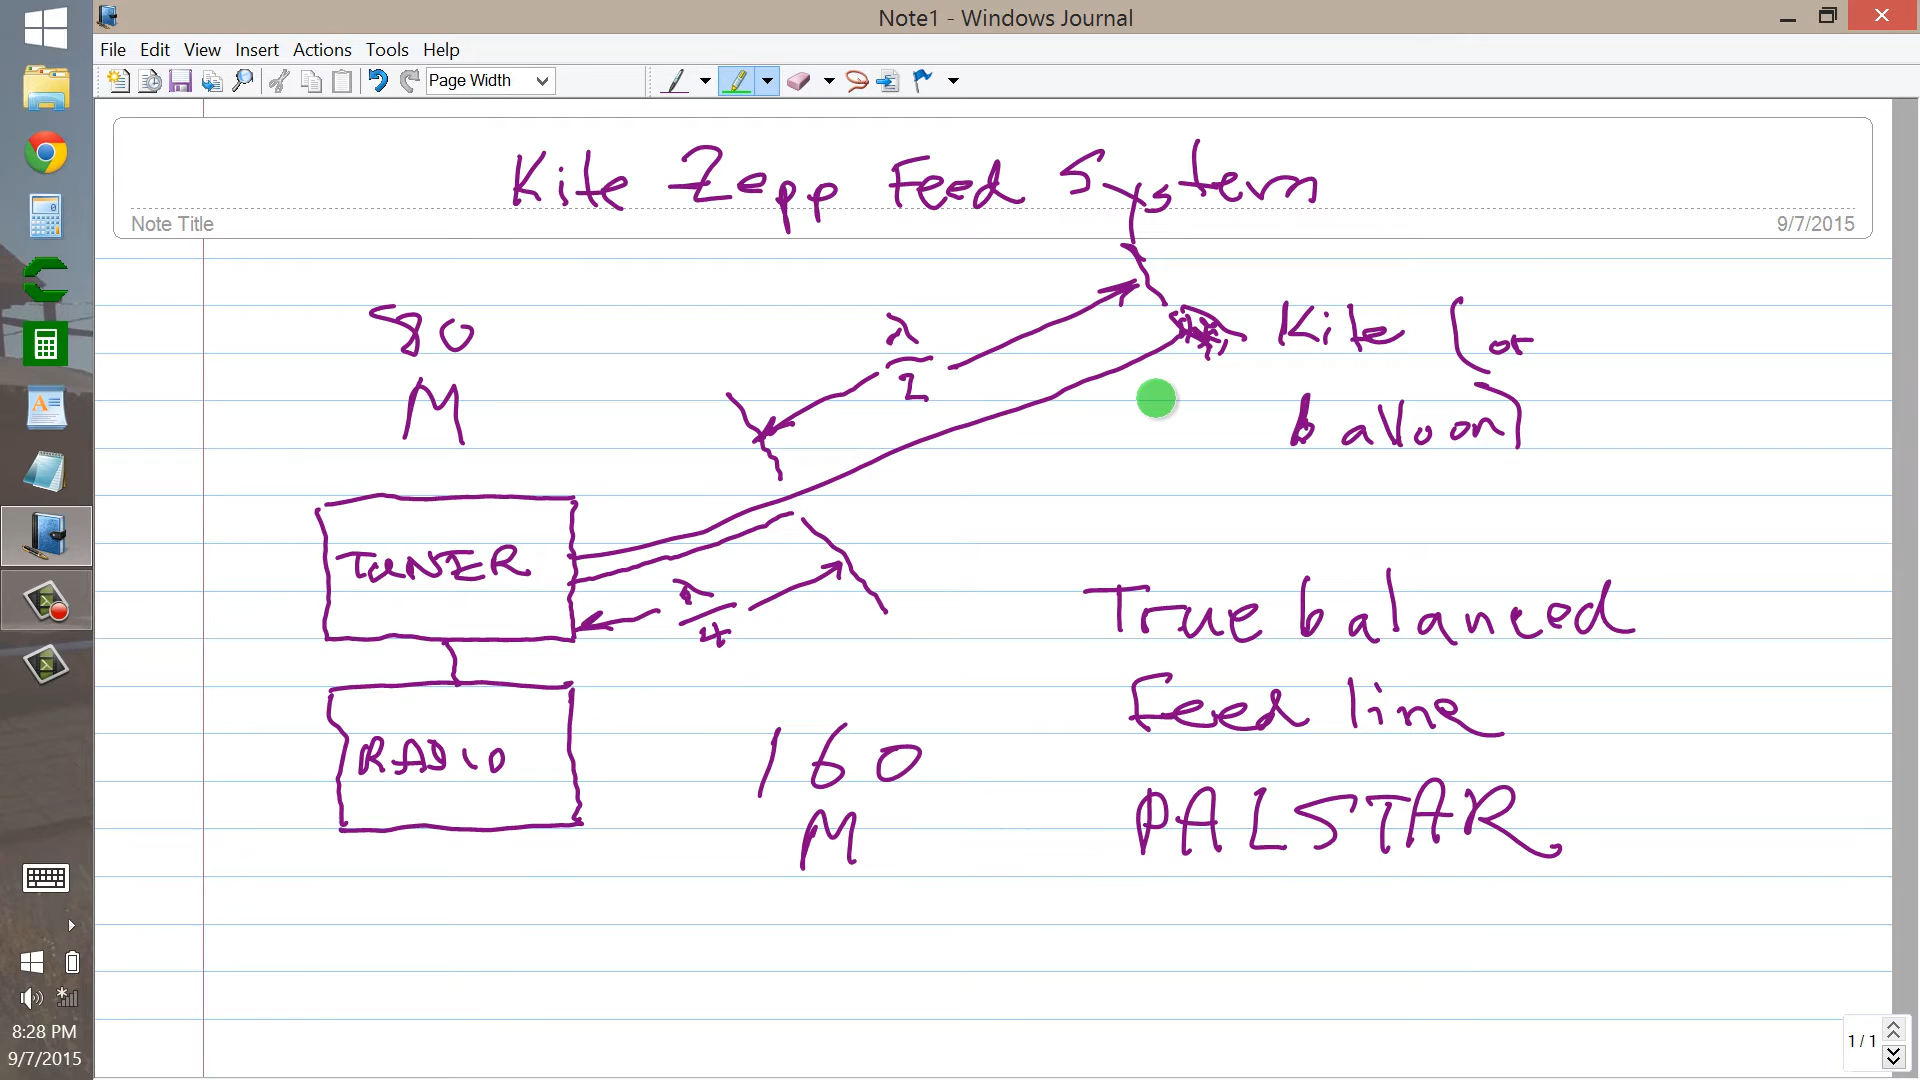 Note1 - Windows Journal
File Edit View Insert Actions Tools Help
Page Width
Kite Zepp Feed System
Note Title
9/7/2015
80
M
λ
2
Kite (or
balloon)
TUNER
λ
4
True balanced
Feed line
RADIO
160
M
PALSTAR
8:28 PM
9/7/2015
1 / 1